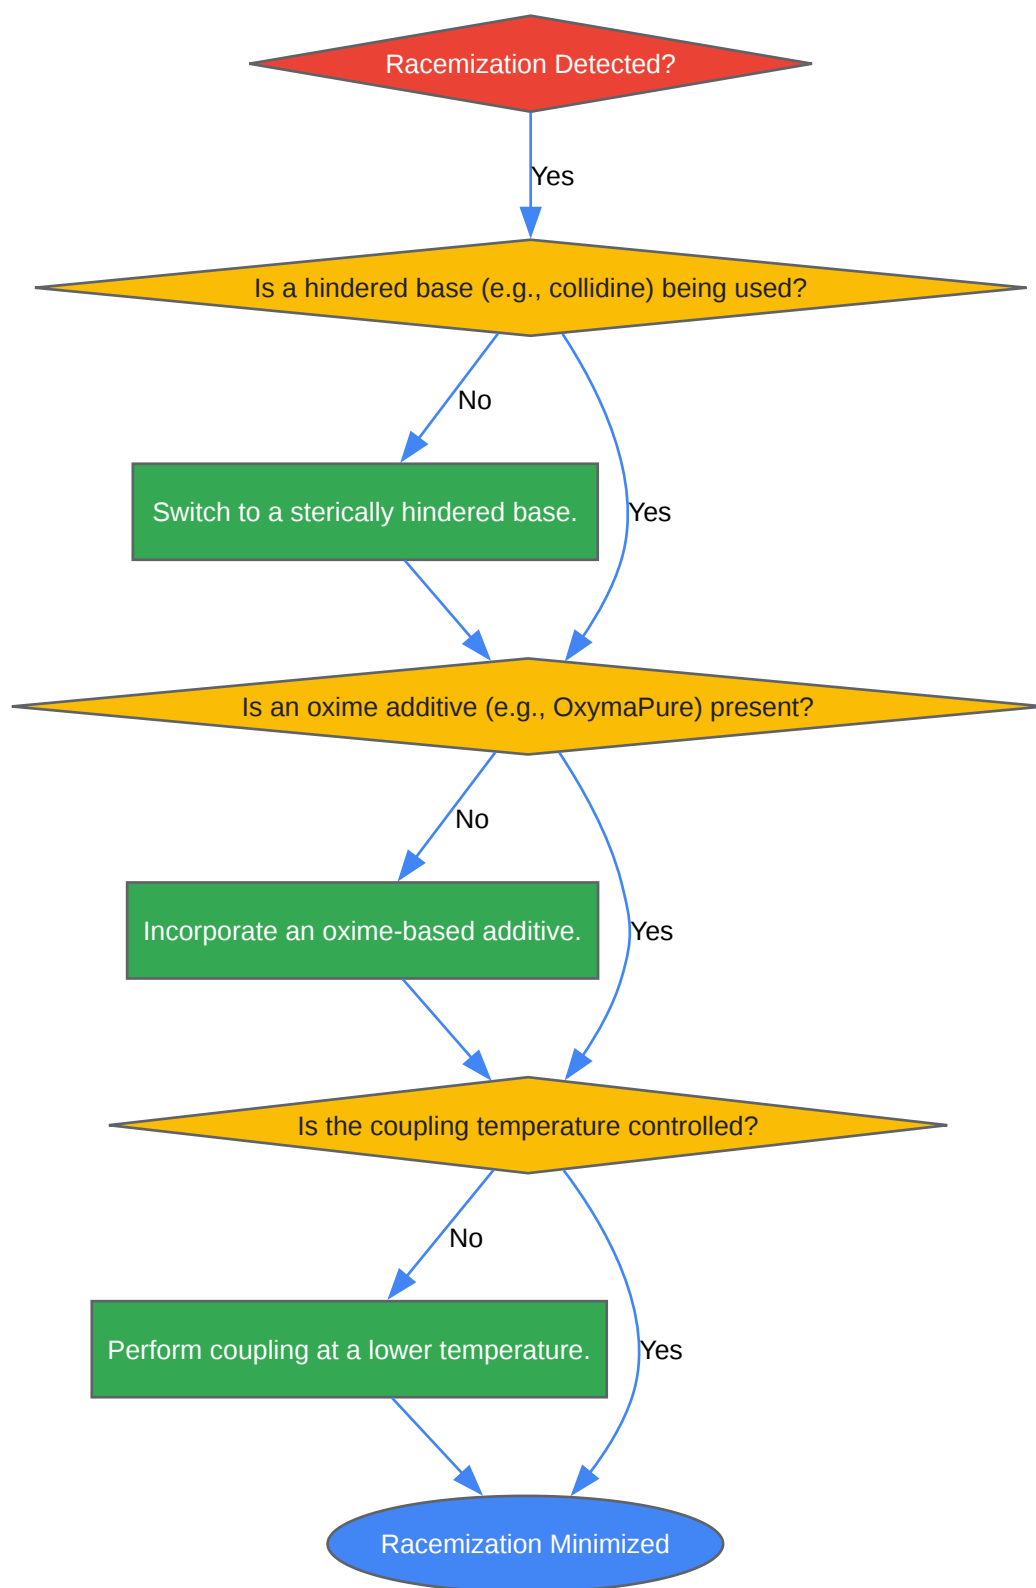 Racemization Detected?
Yes
Is a hindered base (e.g., collidine) being used?
No
Switch to a sterically hindered base.
Yes
Is an oxime additive (e.g., OxymaPure) present?
No
Incorporate an oxime-based additive.
Yes
Is the coupling temperature controlled?
No
Perform coupling at a lower temperature.
Yes
Racemization Minimized